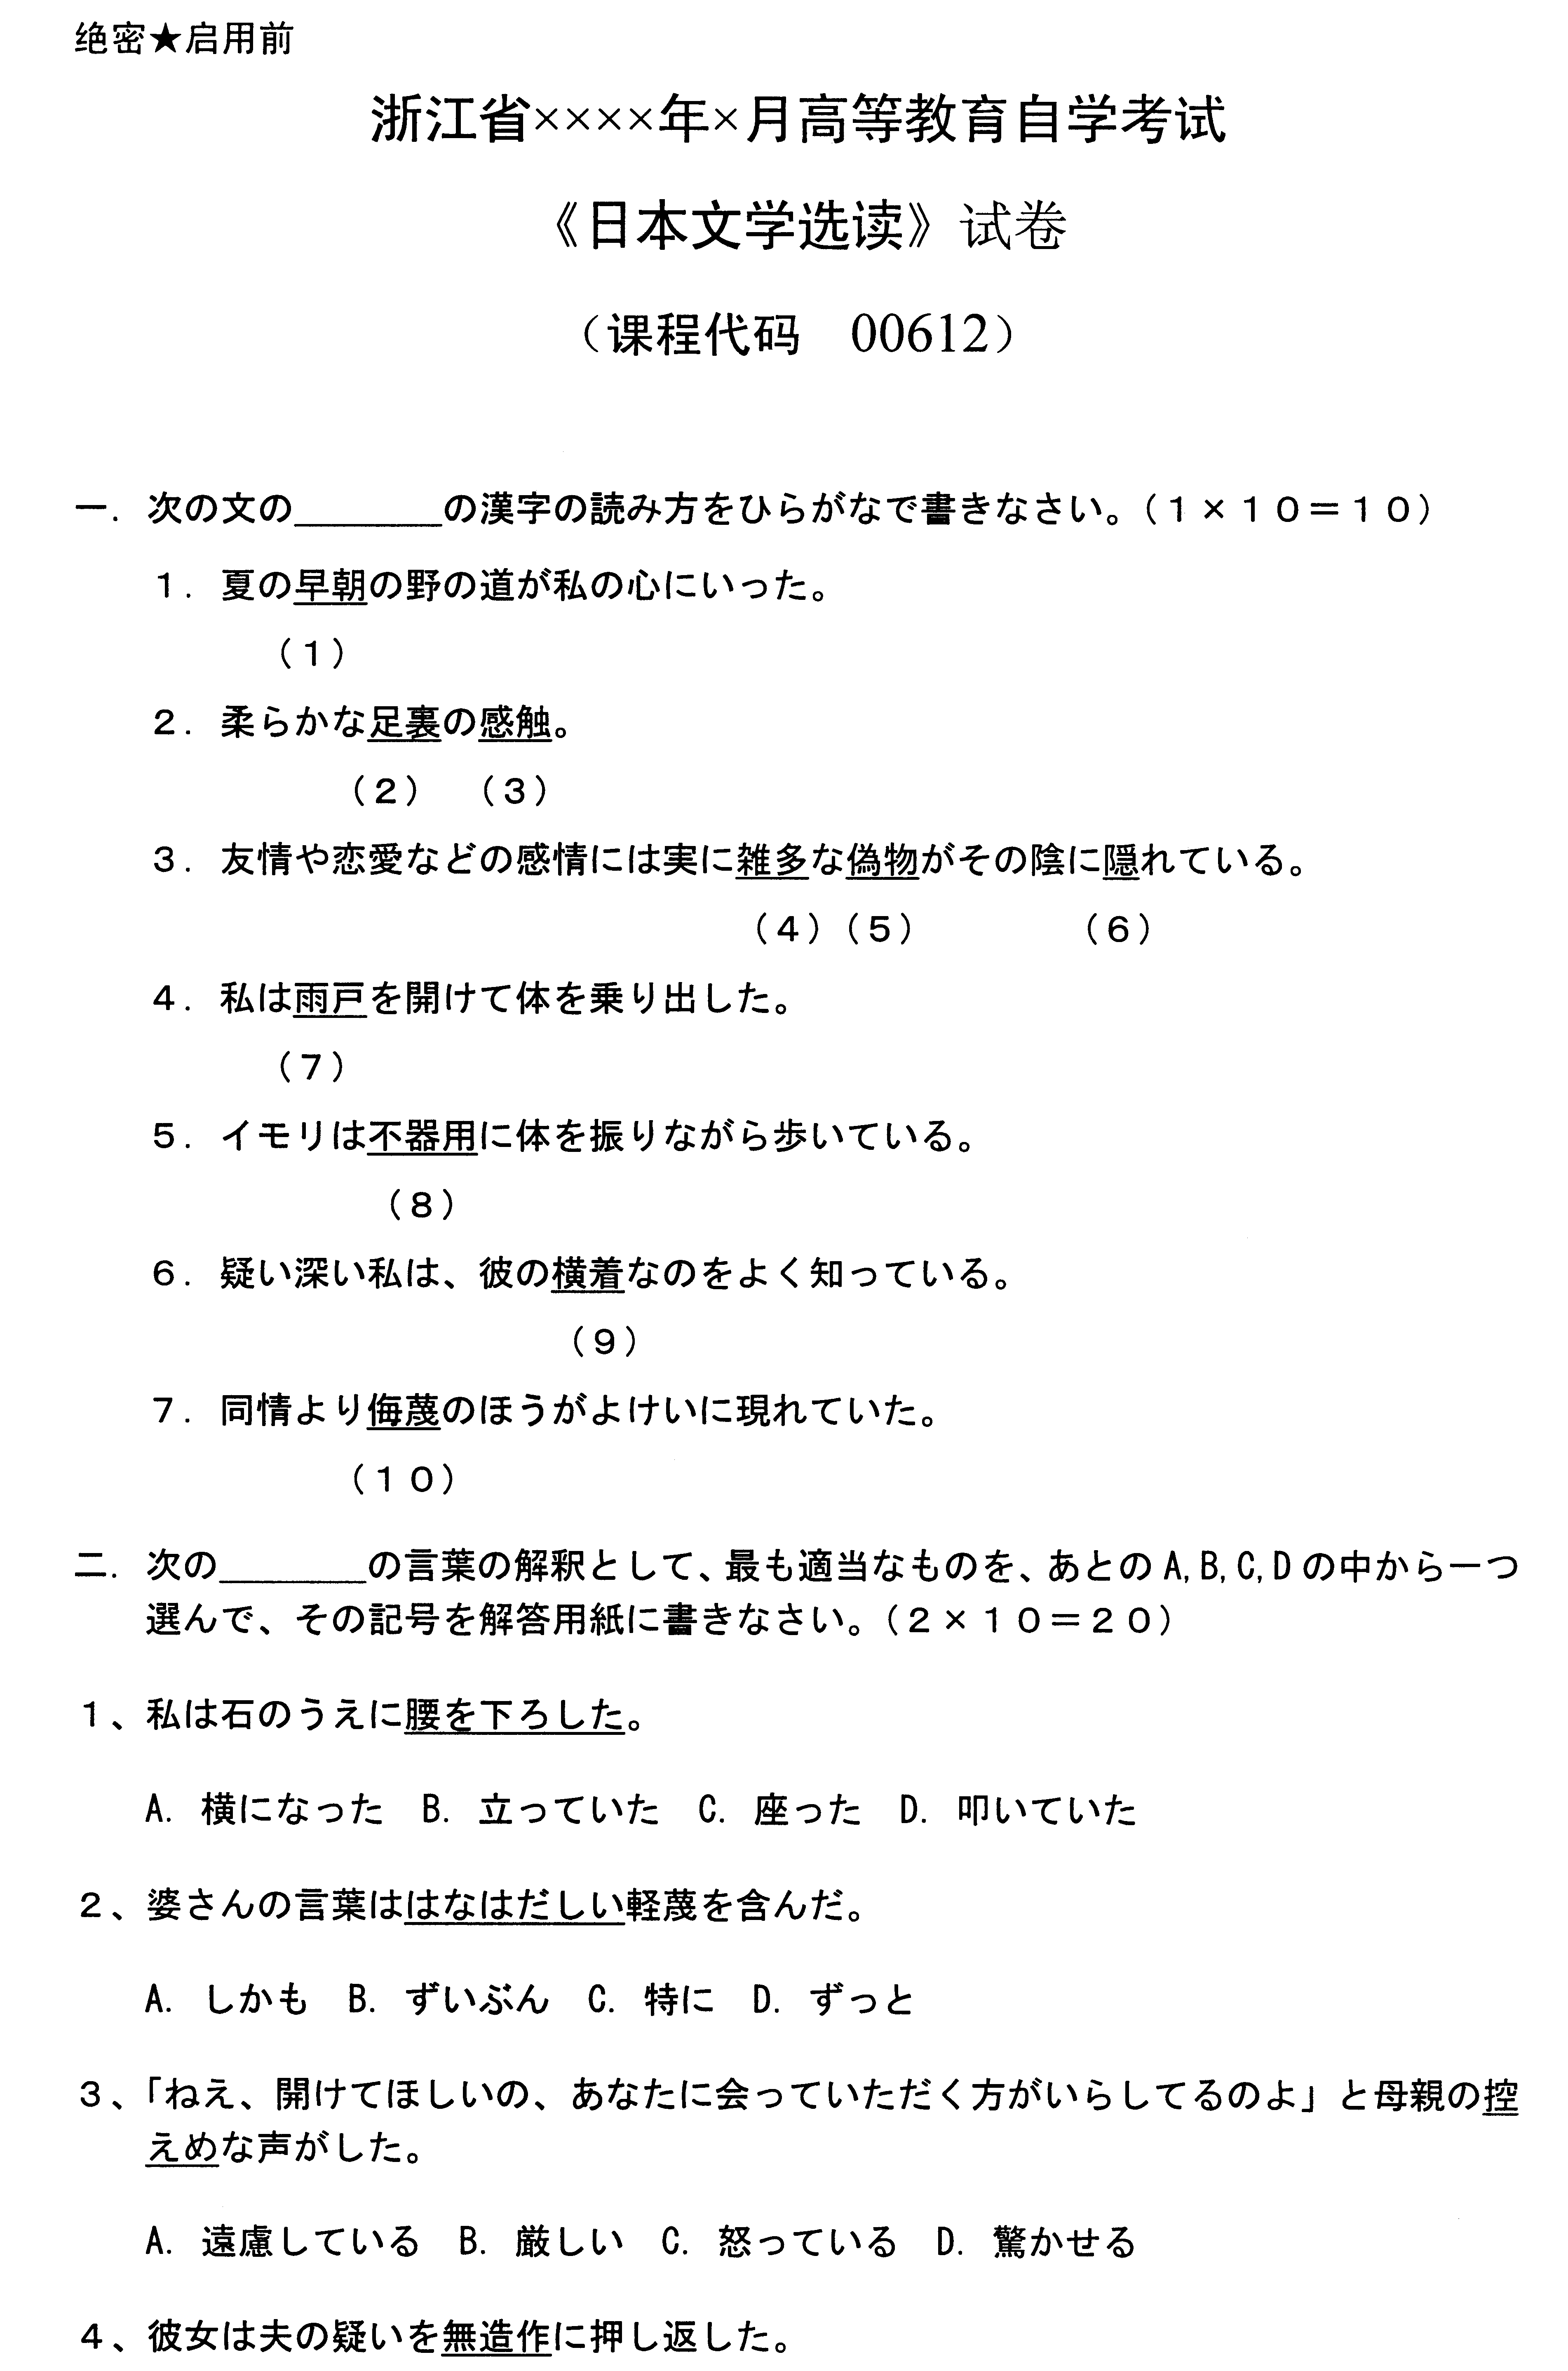 绝密★启用前
浙江省××××年×月高等教育自学考试
《日本文学选读》试卷
（课程代码　00612）
一．次の文の________の漢字の読み方をひらがなで書きなさい。（１×１０＝１０）
１．夏の早朝の野の道が私の心にいった。
（１）
２．柔らかな足裏の感触。
（２）　（３）
３．友情や恋愛などの感情には実に雑多な偽物がその陰に隠れている。
（４）（５）　（６）
４．私は雨戸を開けて体を乗り出した。
（７）
５．イモリは不器用に体を振りながら歩いている。
（８）
６．疑い深い私は、彼の横着なのをよく知っている。
（９）
７．同情より侮蔑のほうがよけいに現れていた。
（１０）
二．次の________の言葉の解釈として、最も適当なものを、あとのA,B,C,Dの中から一つ
選んで、その記号を解答用紙に書きなさい。（２×１０＝２０）
１、私は石のうえに腰を下ろした。
A. 横になった　B. 立っていた　C. 座った　D. 叩いていた
２、婆さんの言葉ははなはだしい軽蔑を含んだ。
A. しかも　B. ずいぶん　C. 特に　D. ずっと
３、「ねえ、開けてほしいの、あなたに会っていただく方がいらしてるのよ」と母親の控
えめな声がした。
A. 遠慮している　B. 厳しい　C. 怒っている　D. 驚かせる
４、彼女は夫の疑いを無造作に押し返した。